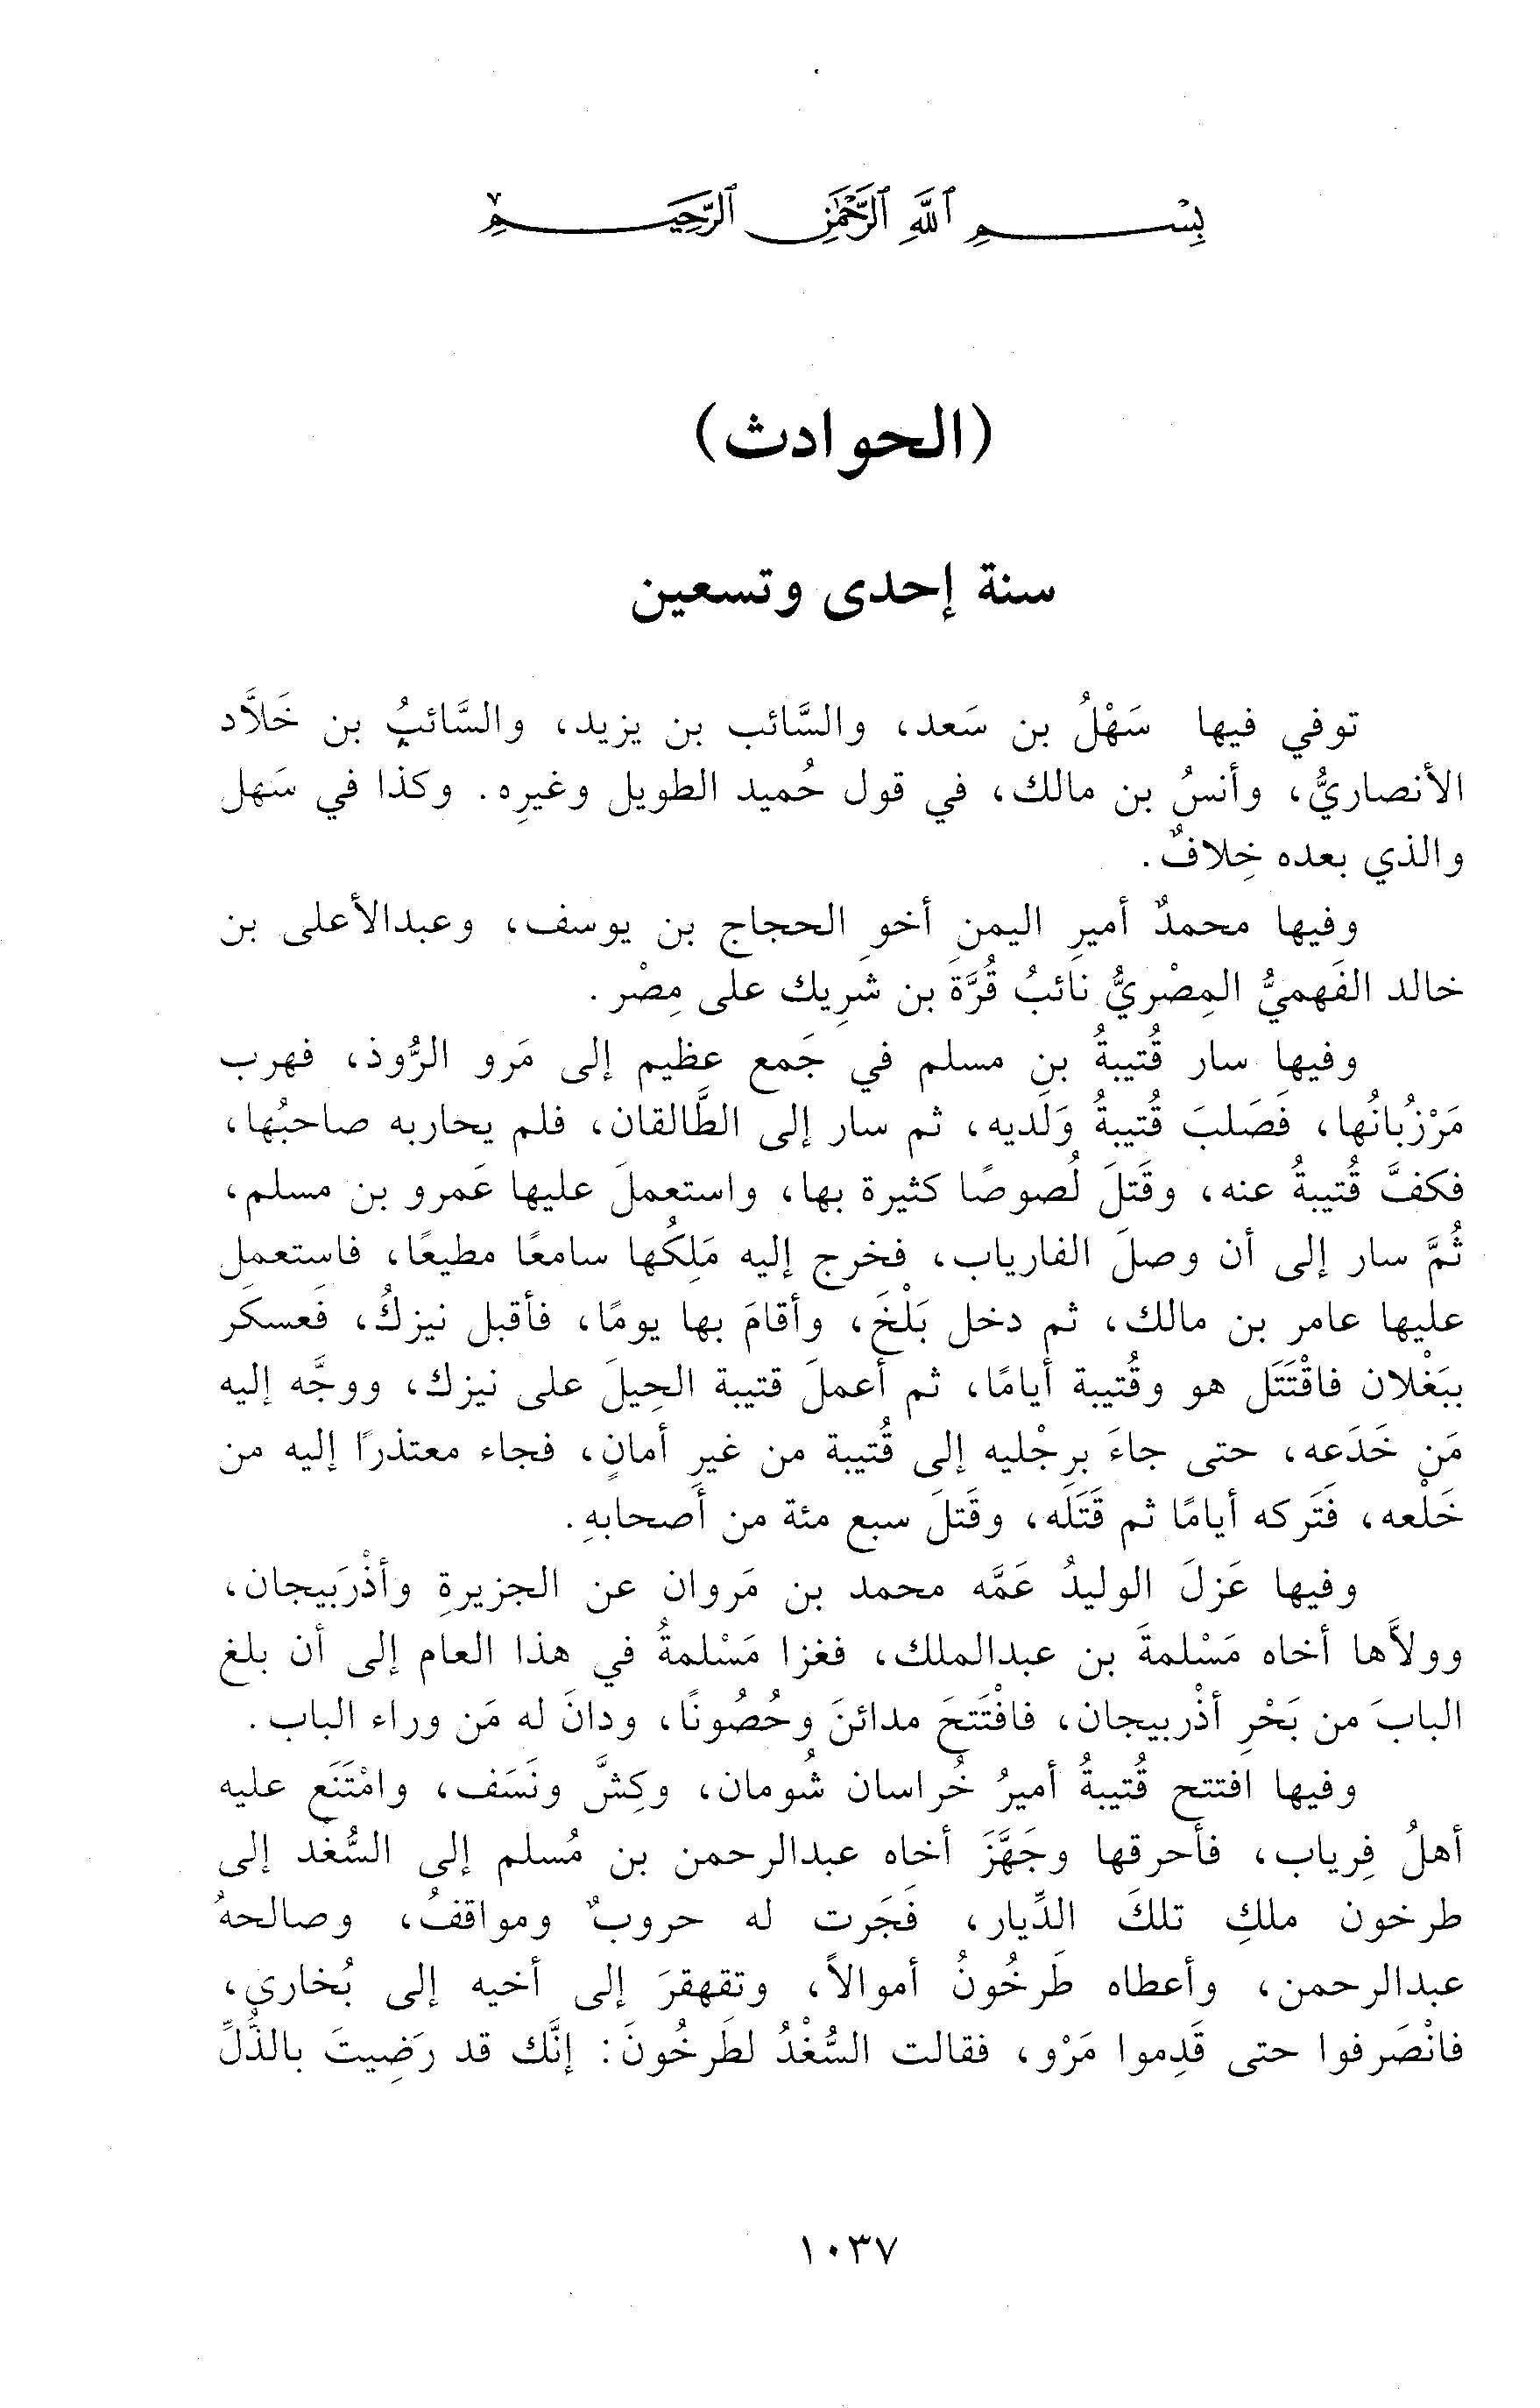 بِسْمِ ٱللَّهِ ٱلرَّحْمَٰنِ ٱلرَّحِيمِ
(الحوادث)
سنة إحدى وتسعين
توفي فيها سَهْلُ بن سَعد، والسَّائب بن يزيد، والسَّائبُ بن خَلاَّد
الأنصاريُّ، وأنسُ بن مالك، في قول حُميد الطويل وغيرِه. وكذا في سَهل
والذي بعده خِلافٌ.
وفيها محمدٌ أميرِ اليمنِ أخوِ الحجاج بن يوسف، وعبدالأعلى بن
خالد الفَهميُّ المِصْريُّ نائبُ قُرَّةَ بن شرِيك على مِصْر.
وفيها سار قُتيبةُ بنِ مسلم في جَمع عظيم إلى مَرو الرُّوذ، فهرب
مَرْزُبانُها، فَصَلبَ قُتيبةُ وَلَديه، ثم سار إلى الطَّالقان، فلم يحاربه صاحبُها،
فكفَّ قُتيبةُ عنه، وقَتلَ لُصوصًا كثيرة بها، واستعملَ عليها عَمرو بن مسلم،
ثُمَّ سار إلى أن وصلَ الفارياب، فخرج إليه مَلِكُها سامعًا مطيعًا، فاستعمل
عليها عامر بن مالك، ثم دخل بَلْخَ، وأقامَ بها يومًا، فأقبل نيزكُ، فَعسكَر
ببَغْلان فاقْتَتَل هو وقُتيبة أيامًا، ثم أعملَ قتيبة الحِيلَ على نيزك، ووجَّه إليه
مَن خَدَعه، حتى جاءَ برِجْليه إلى قُتيبة من غيرِ أمانٍ، فجاء معتذرًا إليه من
خَلْعه، فَتَركه أيامًا ثم قَتَلَه، وقَتلَ سبع مئة من أصحابهِ.
وفيها عَزلَ الوليدُ عَمَّه محمد بن مَروان عن الجزيرةِ وأذْرَبيجان،
وولاَّها أخاه مَسْلمةَ بن عبدالملك، فغزا مَسْلمةُ في هذا العام إلى أن بلغ
البابَ من بَحْرِ أذْربيجان، فافْتَتحَ مدائنَ وحُصُونًا، ودانَ له مَن وراء الباب.
وفيها افتتح قُتيبةُ أميرُ خُراسان شُومان، وكِشَّ ونَسَف، وامْتَنَع عليه
أهلُ فِرياب، فأحرقها وجَهَّزَ أخاه عبدالرحمن بن مُسلم إلى السُّغْد إلى
طرخون ملكِ تلكَ الدِّيار، فَجَرت له حروبٌ ومواقفُ، وصالحهُ
عبدالرحمن، وأعطاه طَرخُونُ أموالاً، وتقهقرَ إلى أخيه إلى بُخارى،
فانْصَرفوا حتى قَدِموا مَرْو، فقالت السُّغْدُ لطَرخُونَ: إنَّك قد رَضِيتَ بالذُّلِّ
١٠٣٧